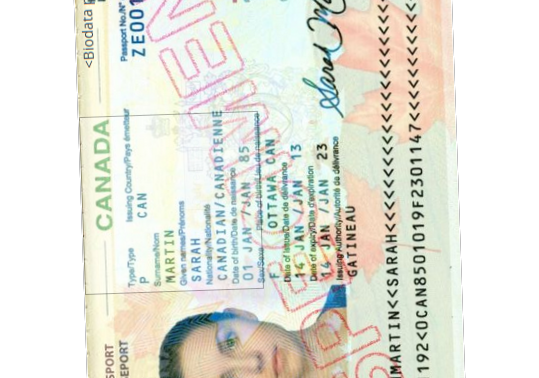 <Biodata
PASSPORT
CANADA
Type/Type
Issuing Country/Pays émetteur
Passport No./N°
P
CAN
ZE001
Surname/Nom
MARTIN
Given names/Prénoms
SARAH
Nationality/Nationalité
CANADIAN/CANADIENNE
Date of birth/Date de naissance
01 JAN /JAN 85
Sex/Sexe
Place of birth/Lieu de naissance
F
OTTAWA CAN
Date of issue/Date de délivrance
14 JAN /JAN 13
Date of expiry/Date d'expiration
14 JAN /JAN 23
Issuing Authority/Autorité de délivrance
GATINEAU
Sarah
SPECIMEN
MARTIN<<SARAH<<<<<<<<<<<<<<<<<<<<
192<0CAN8501019F2301147<<<<<<<<<